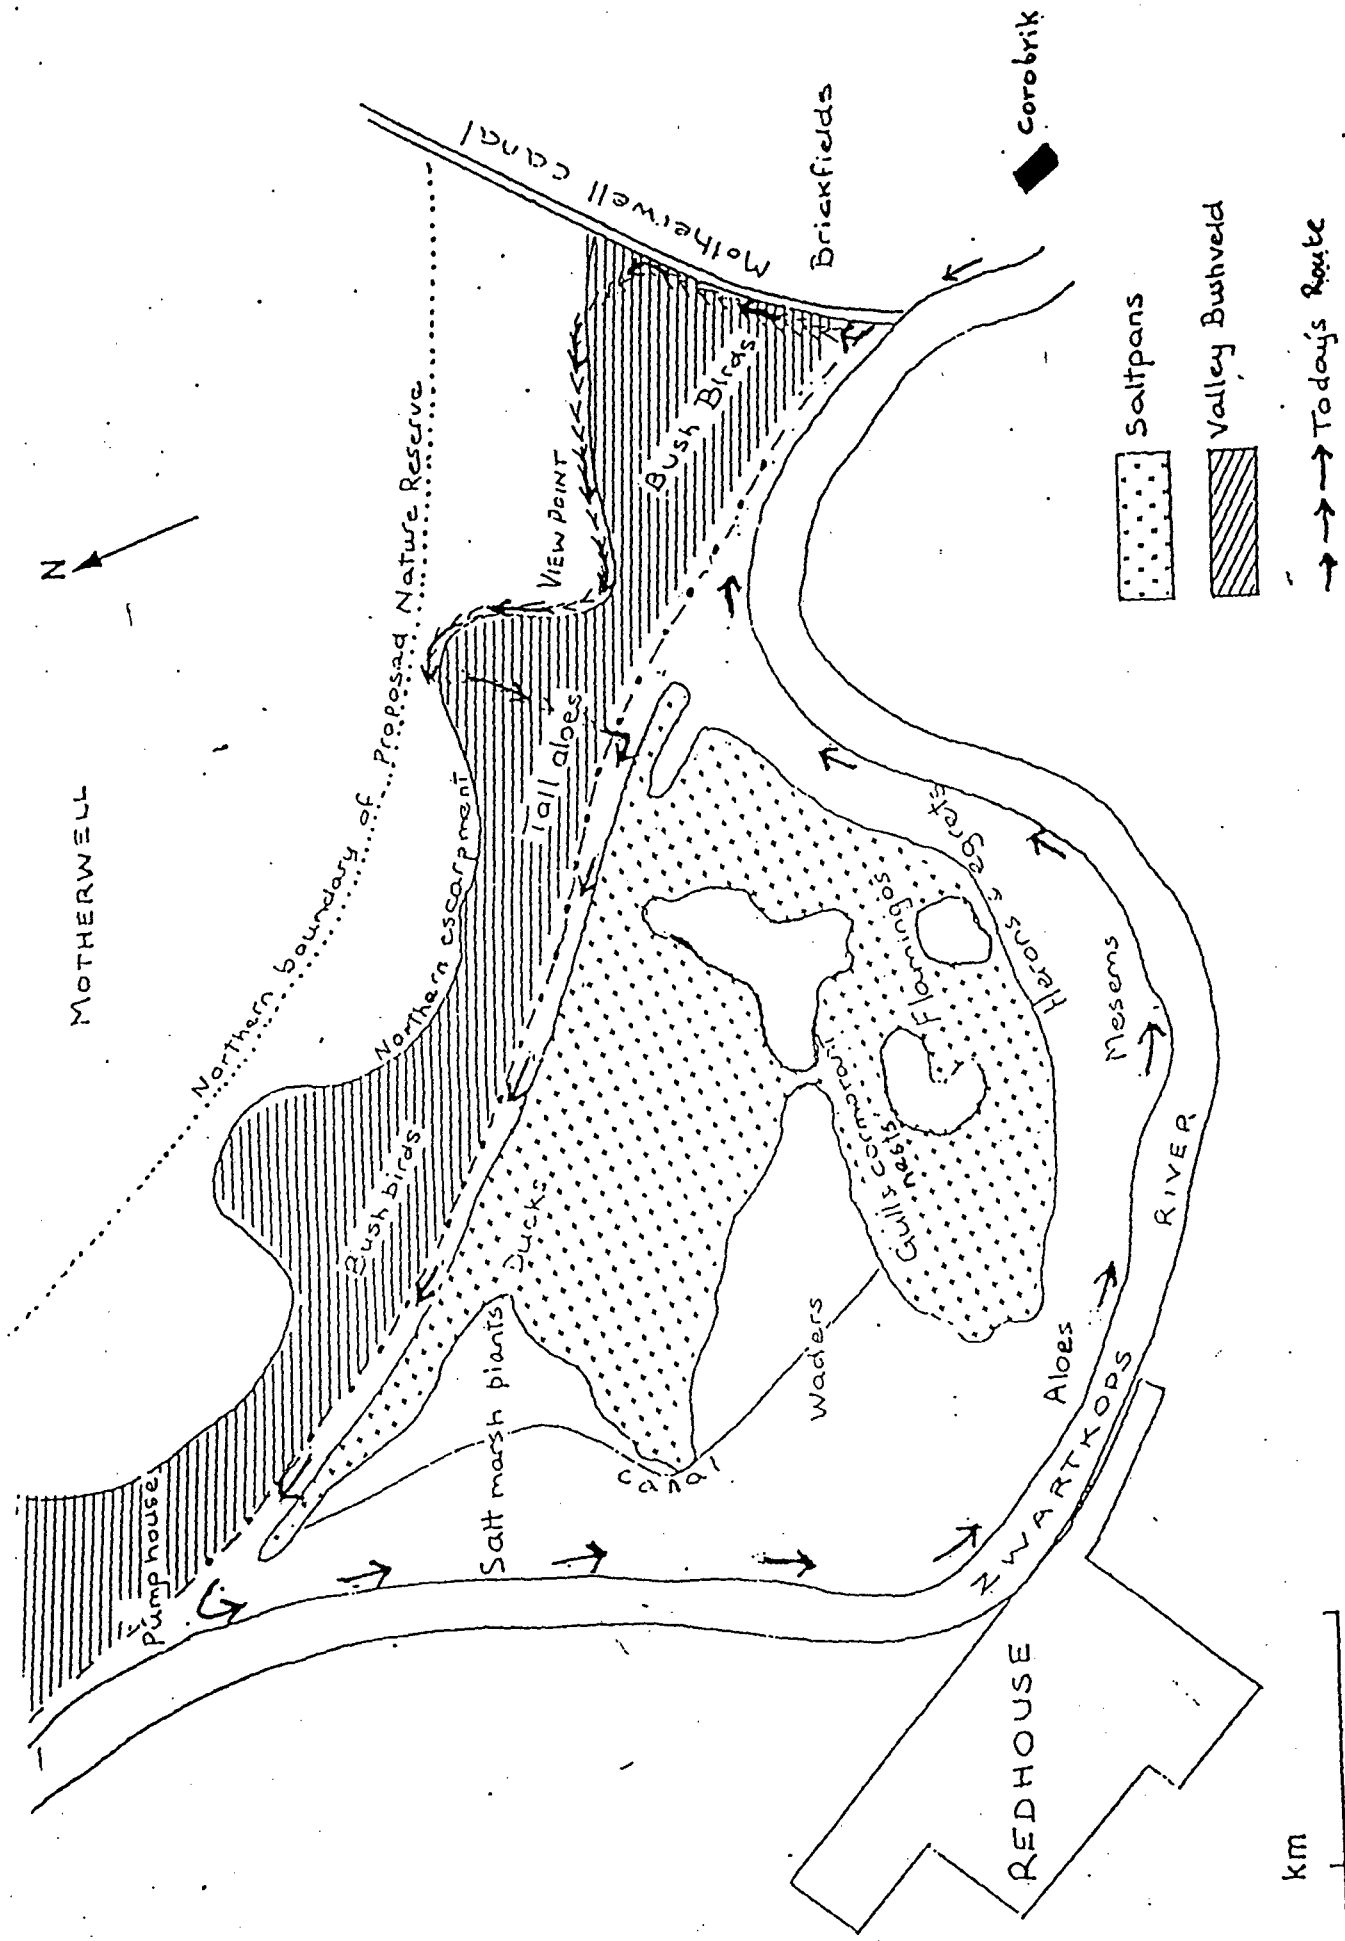 MOTHERWELL
N
Northern boundary of Proposed Nature Reserve
Northern escarpment
VIEW POINT
Motherwell canal
Brickfields
corobrik
Pump house
Bush birds
Tall aloes
Bush Birds
Ducks
Salt marsh plants
canal
Waders
Gulls cormorant
nests
Flamingos
Herons & egrets
Mesems
Aloes
ZWARTKOPS RIVER
REDHOUSE
km
Saltpans
Valley Bushveld
Today's Route